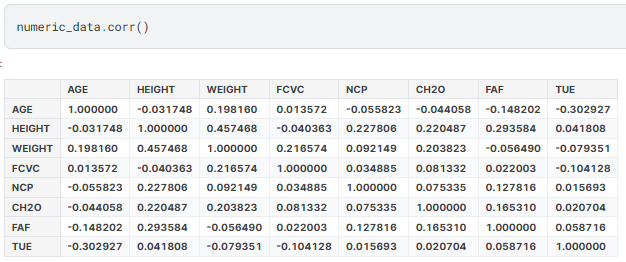 numeric_data.corr()
:
AGE HEIGHT WEIGHT FCVC NCP CH2O FAF TUE
AGE 1.000000 -0.031748 0.198160 0.013572 -0.055823 -0.044058 -0.148202 -0.302927
HEIGHT -0.031748 1.000000 0.457468 -0.040363 0.227806 0.220487 0.293584 0.041808
WEIGHT 0.198160 0.457468 1.000000 0.216574 0.092149 0.203823 -0.056490 -0.079351
FCVC 0.013572 -0.040363 0.216574 1.000000 0.034885 0.081332 0.022003 -0.104128
NCP -0.055823 0.227806 0.092149 0.034885 1.000000 0.075335 0.127816 0.015693
CH2O -0.044058 0.220487 0.203823 0.081332 0.075335 1.000000 0.165310 0.020704
FAF -0.148202 0.293584 -0.056490 0.022003 0.127816 0.165310 1.000000 0.058716
TUE -0.302927 0.041808 -0.079351 -0.104128 0.015693 0.020704 0.058716 1.000000